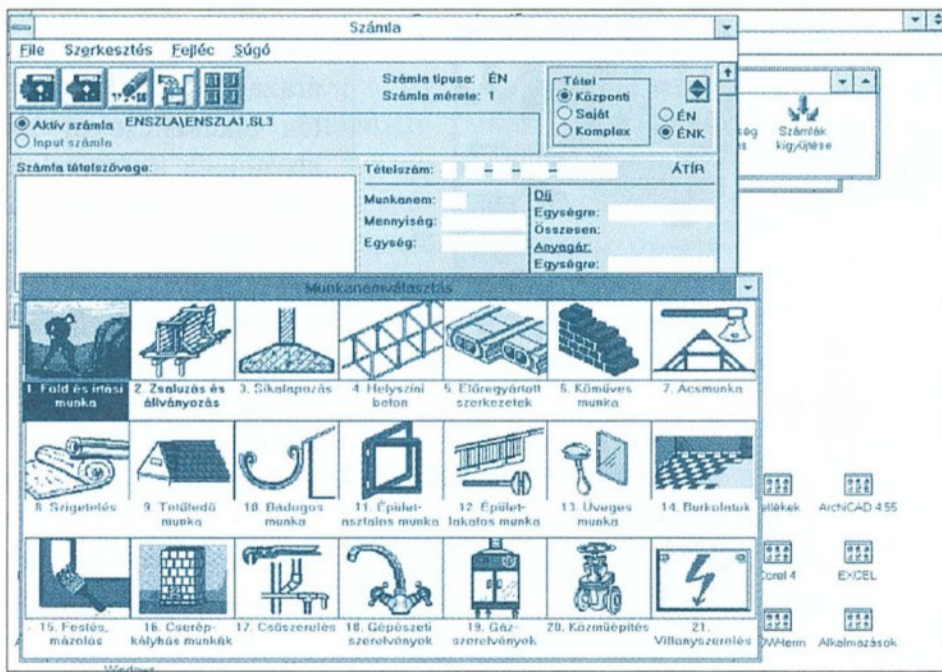 Számla
File Szerkesztés Fejléc Súgó
Számla típusa: ÉN
Számla mérete: 1
Tétel
Központi
Saját
Komplex
ÉN
ÉNK
Aktív számla ENSZLA\ENSZLA1.SL3
Input számla
Számla tételszövege:
Tételszám: - - - ÁTÍR
Munkanem:
Mennyiség:
Egység:
Díj
Egységre:
Összesen:
Anyagár:
Egységre:
Számlák
kigyűjtése
Munkanemválasztás
1. Föld és irtási
munka
2. Zsaluzás és
állványozás
3. Síkalapozás
4. Helyszíni
beton
5. Előregyártott
szerkezetek
6. Kőműves
munka
7. Ácsmunka
8. Szigetelés
9. Tetőfedő
munka
10. Bádogos
munka
11. Épület-
asztalos munka
12. Épület-
lakatos munka
13. Üveges
munka
14. Burkolatok
15. Festés,
mázolás
16. Cserép-
kályhás munkák
17. Csőszerelés
18. Gépészeti
szerelvények
19. Gáz-
szerelvények
20. Közműépítés
21.
Villanyszerelés
ellékek
ArchiCAD 4.55
Corel 4
EXCEL
W-term
Alkalmazások